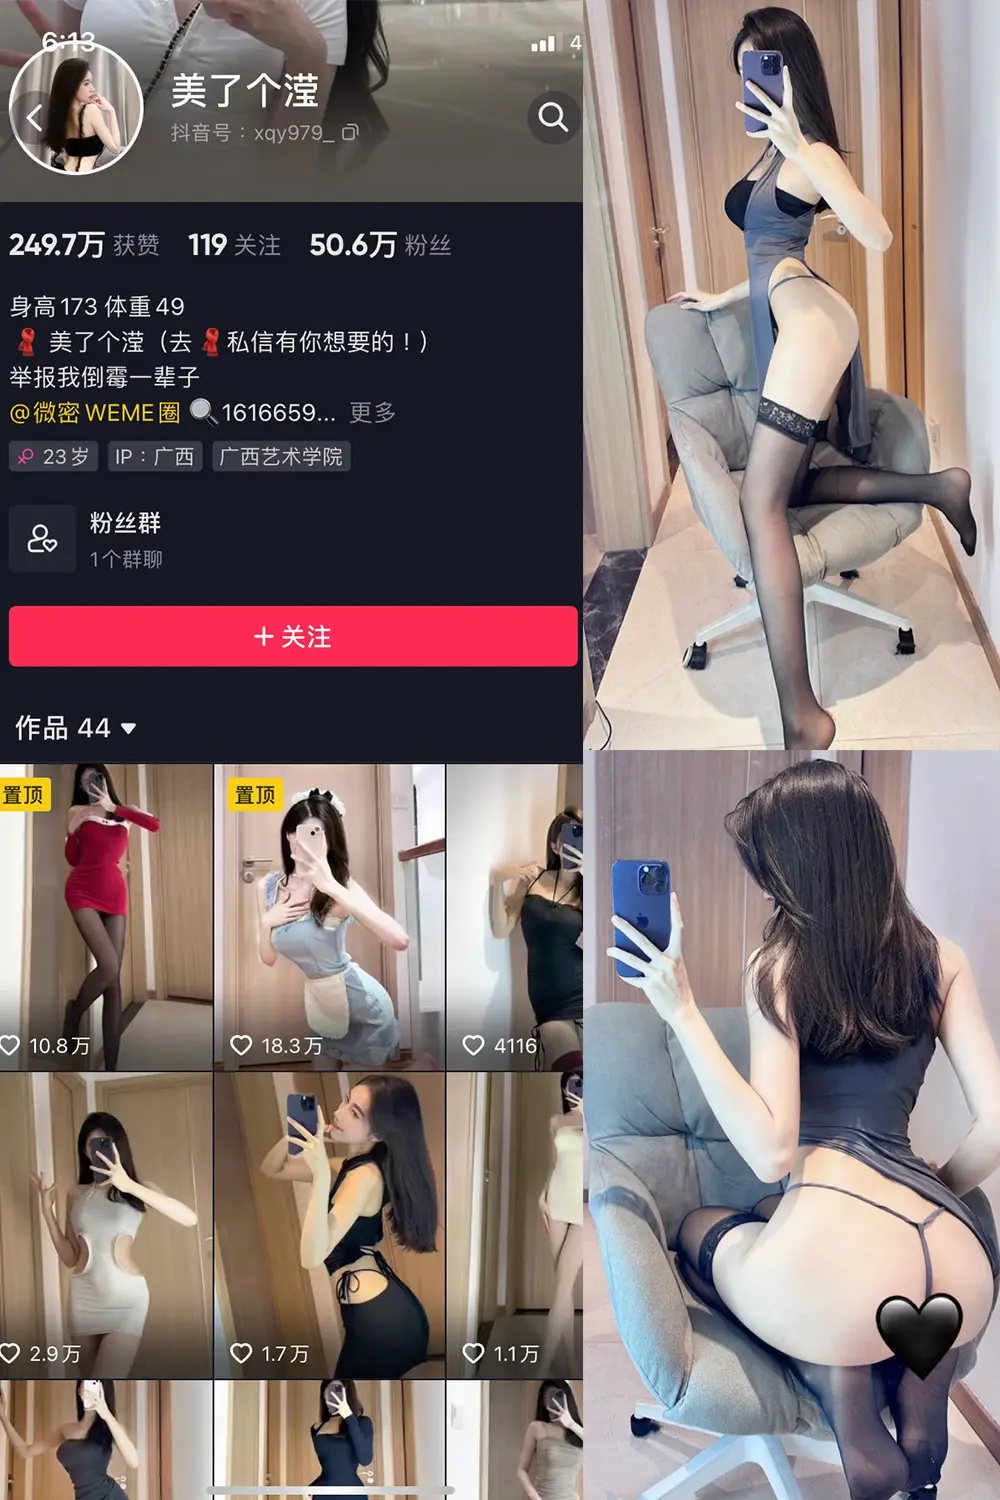 6:13
4
美了个滢
抖音号：xqy979_
249.7万 获赞 119 关注 50.6万 粉丝
身高173 体重49
美了个滢（去 私信有你想要的！）
举报我倒霉一辈子
@微密 WEME圈 1616659... 更多
23岁 IP：广西 广西艺术学院
粉丝群
1个群聊
+ 关注
作品 44
置顶 置顶
10.8万 18.3万 4116
2.9万 1.7万 1.1万